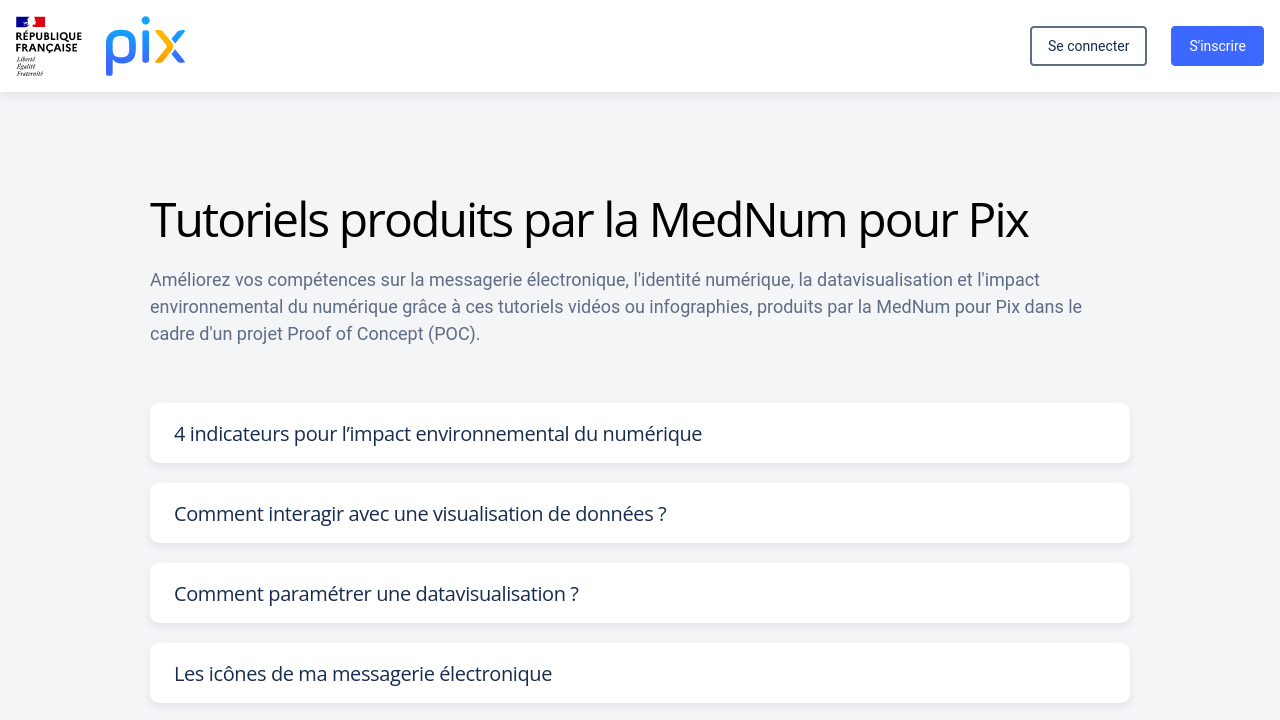 RÉPUBLIQUE
FRANÇAISE
Liberté
Égalité
Fraternité
pix
Se connecter
S'inscrire
Tutoriels produits par la MedNum pour Pix
Améliorez vos compétences sur la messagerie électronique, l'identité numérique, la datavisualisation et l'impact
environnemental du numérique grâce à ces tutoriels vidéos ou infographies, produits par la MedNum pour Pix dans le
cadre d'un projet Proof of Concept (POC).
4 indicateurs pour l’impact environnemental du numérique
Comment interagir avec une visualisation de données ?
Comment paramétrer une datavisualisation ?
Les icônes de ma messagerie électronique